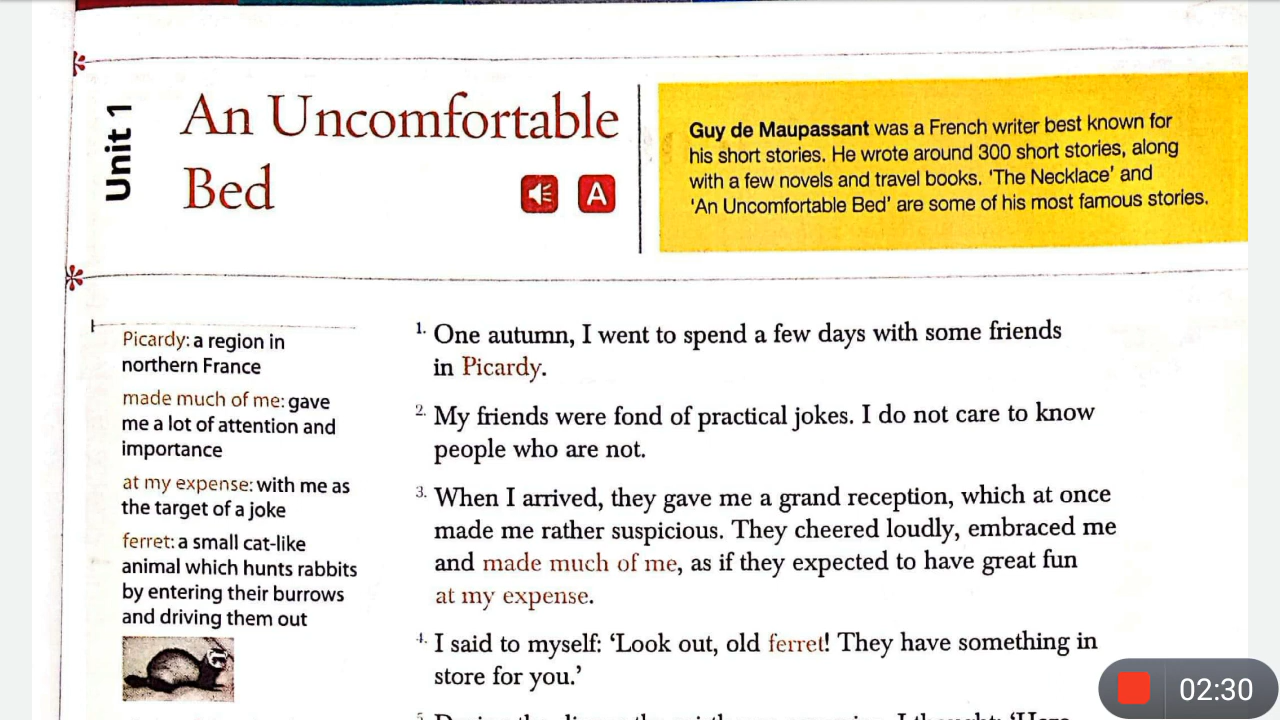 Unit 1
An Uncomfortable
Bed
A
Guy de Maupassant was a French writer best known for
his short stories. He wrote around 300 short stories, along
with a few novels and travel books. 'The Necklace' and
'An Uncomfortable Bed' are some of his most famous stories.
Picardy: a region in
northern France
made much of me: gave
me a lot of attention and
importance
at my expense: with me as
the target of a joke
ferret: a small cat-like
animal which hunts rabbits
by entering their burrows
and driving them out
1. One autumn, I went to spend a few days with some friends
in Picardy.
2. My friends were fond of practical jokes. I do not care to know
people who are not.
3. When I arrived, they gave me a grand reception, which at once
made me rather suspicious. They cheered loudly, embraced me
and made much of me, as if they expected to have great fun
at my expense.
4. I said to myself: 'Look out, old ferret! They have something in
store for you.'
02:30